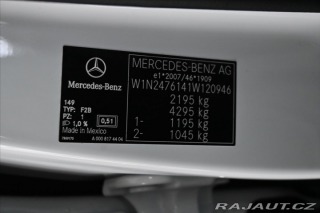 MERCEDES-BENZ AG
e1*2007/46*1909
W1N2476141W120946
2195 kg
4295 kg
1- 1195 kg
2- 1045 kg
Mercedes-Benz
149
TYP: F2B
PZ: 1
1,0 % 0,51
Made in Mexico
A 000 817 64 04
RAJAUT.CZ